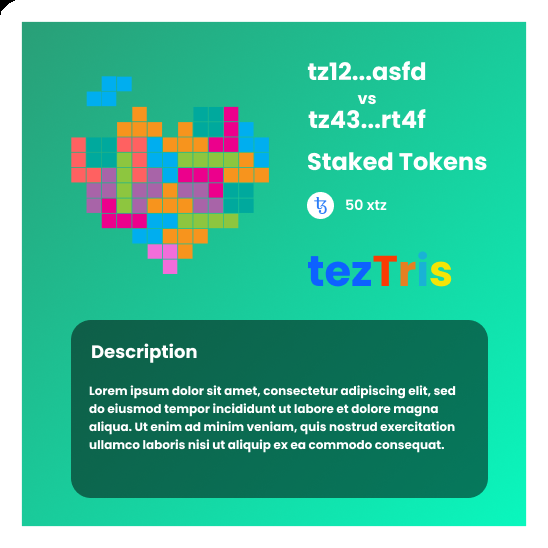 tz12...asfd
vs
tz43...rt4f
Staked Tokens
50 xtz
tezTris
Description
Lorem ipsum dolor sit amet, consectetur adipiscing elit, sed
do eiusmod tempor incididunt ut labore et dolore magna
aliqua. Ut enim ad minim veniam, quis nostrud exercitation
ullamco laboris nisi ut aliquip ex ea commodo consequat.